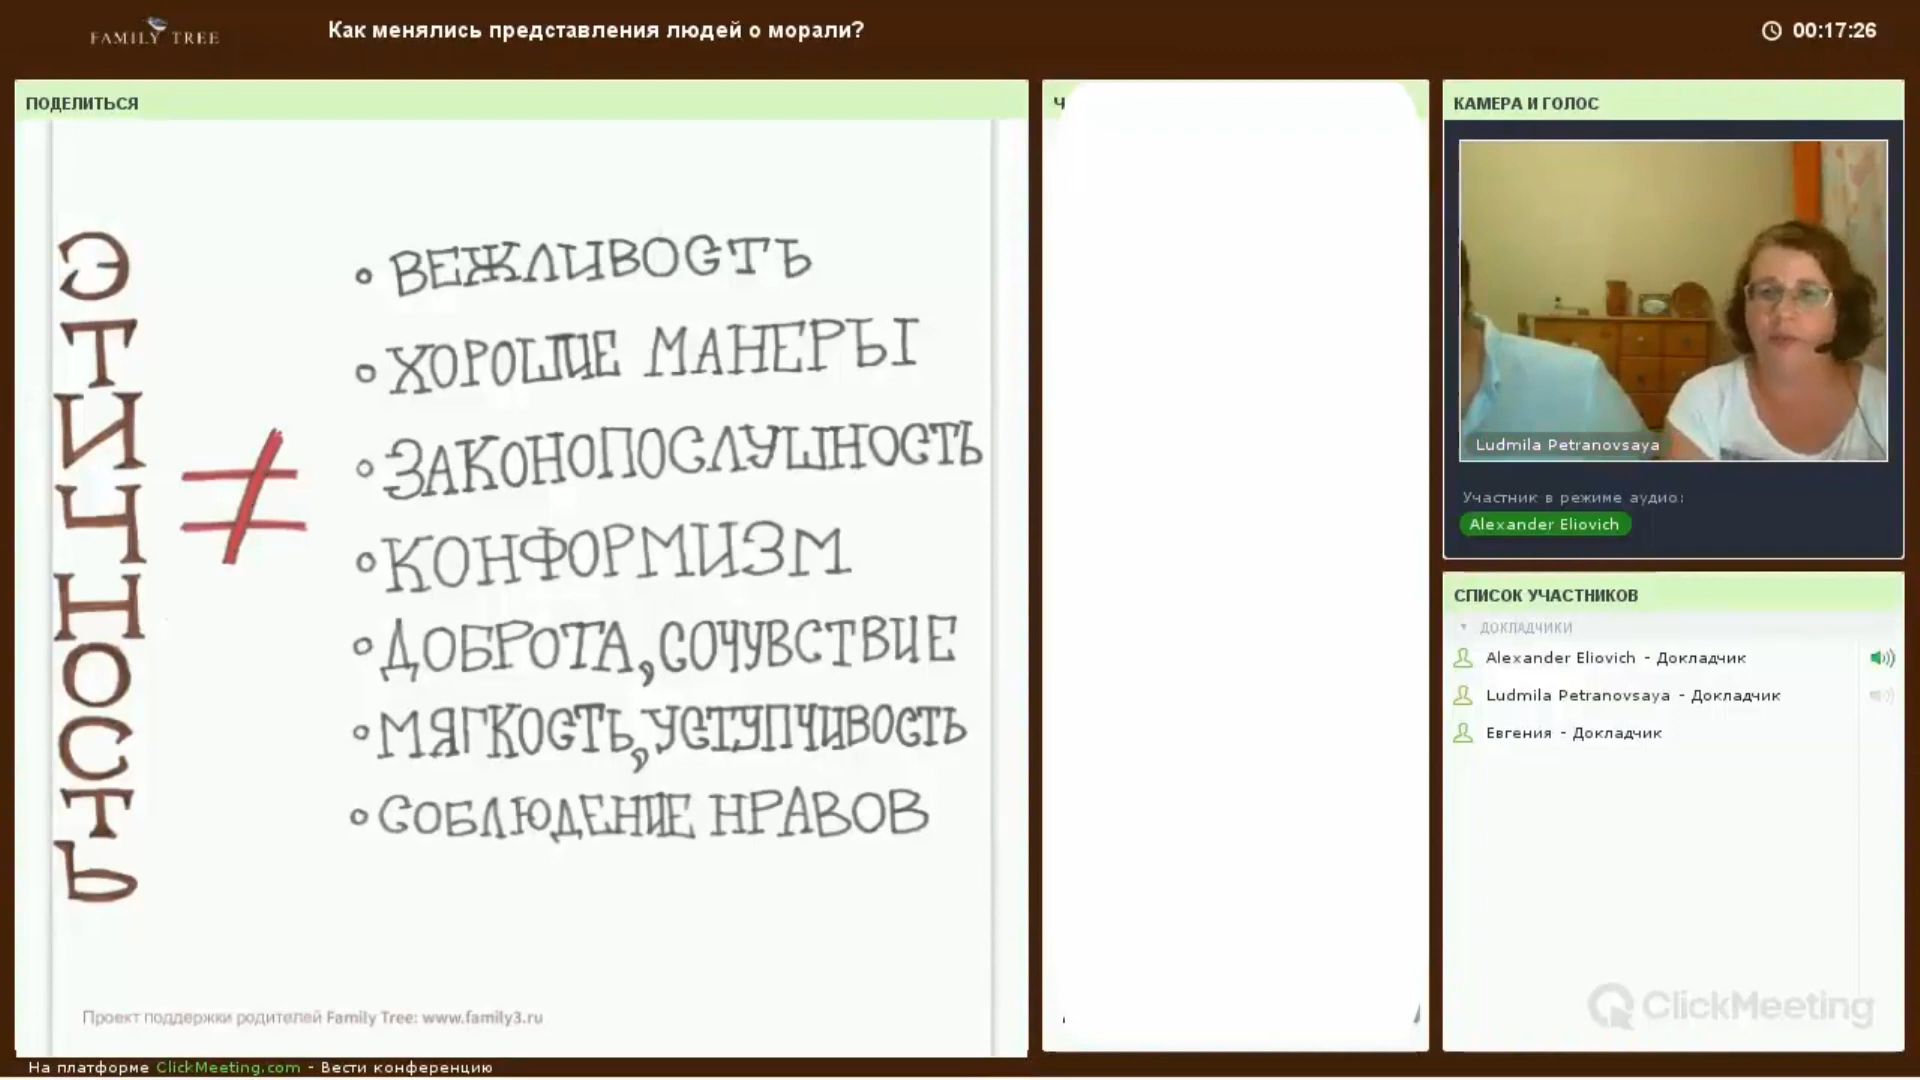 FAMILY TREE
Как менялись представления людей о морали?
00:17:26
ПОДЕЛИТЬСЯ
ЭТИЧНОСТЬ
≠
• ВЕЖЛИВОСТЬ
• ХОРОШИЕ МАНЕРЫ
• ЗАКОНОПОСЛУШНОСТЬ
• КОНФОРМИЗМ
• ДОБРОТА, СОЧУВСТВИЕ
• МЯГКОСТЬ, УСТУПЧИВОСТЬ
• СОБЛЮДЕНИЕ НРАВОВ
Проект поддержки родителей Family Tree: www.family3.ru
Ч
КАМЕРА И ГОЛОС
Ludmila Petranovsaya
Участник в режиме аудио:
Alexander Eliovich
СПИСОК УЧАСТНИКОВ
ДОКЛАДЧИКИ
Alexander Eliovich - Докладчик
Ludmila Petranovsaya - Докладчик
Евгения - Докладчик
ClickMeeting
На платформе ClickMeeting.com - Вести конференцию